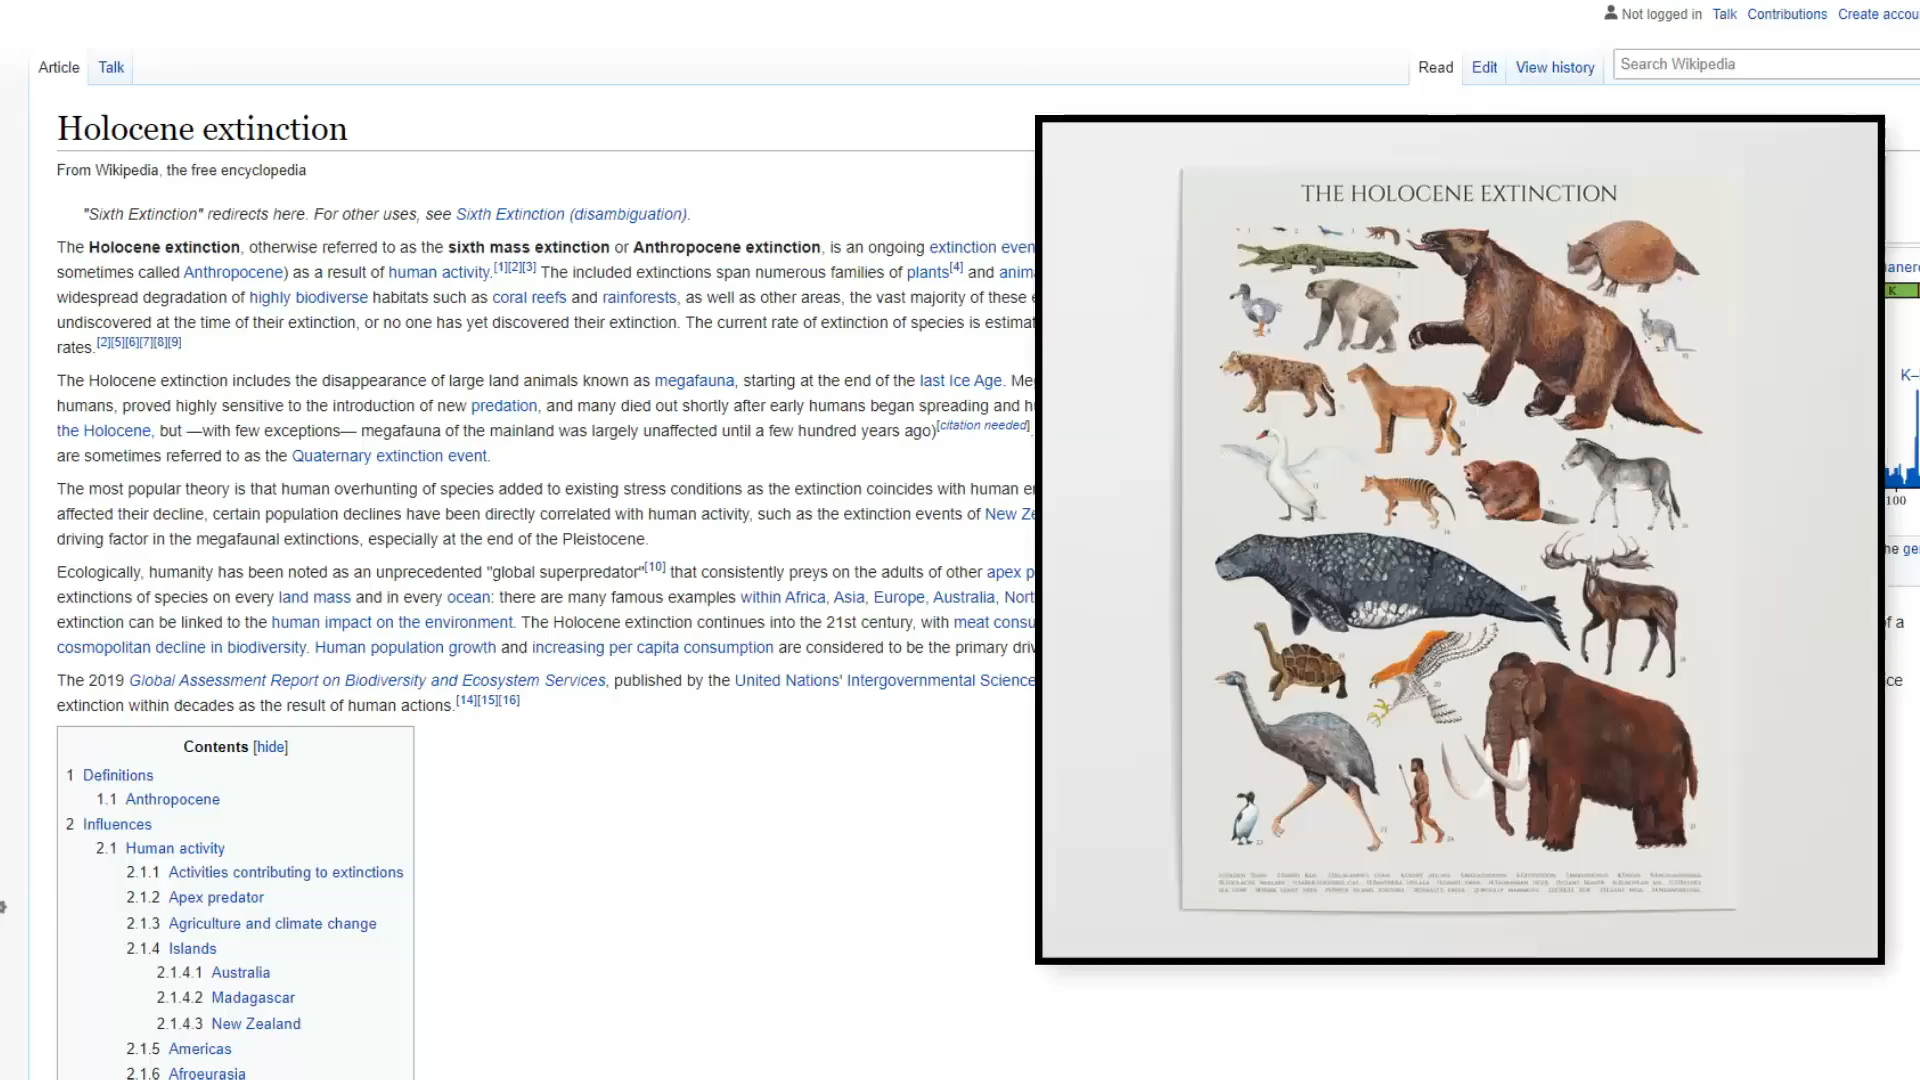 Not logged in Talk Contributions Create accou
Article Talk Read Edit View history Search Wikipedia
Holocene extinction
From Wikipedia, the free encyclopedia
"Sixth Extinction" redirects here. For other uses, see Sixth Extinction (disambiguation).
The Holocene extinction, otherwise referred to as the sixth mass extinction or Anthropocene extinction, is an ongoing extinction even
sometimes called Anthropocene) as a result of human activity.[1][2][3] The included extinctions span numerous families of plants[4] and anim
widespread degradation of highly biodiverse habitats such as coral reefs and rainforests, as well as other areas, the vast majority of these e
undiscovered at the time of their extinction, or no one has yet discovered their extinction. The current rate of extinction of species is estimat
rates.[2][5][6][7][8][9]
The Holocene extinction includes the disappearance of large land animals known as megafauna, starting at the end of the last Ice Age. Me
humans, proved highly sensitive to the introduction of new predation, and many died out shortly after early humans began spreading and h
the Holocene, but —with few exceptions— megafauna of the mainland was largely unaffected until a few hundred years ago)[citation needed].
are sometimes referred to as the Quaternary extinction event.
The most popular theory is that human overhunting of species added to existing stress conditions as the extinction coincides with human e
affected their decline, certain population declines have been directly correlated with human activity, such as the extinction events of New Ze
driving factor in the megafaunal extinctions, especially at the end of the Pleistocene.
Ecologically, humanity has been noted as an unprecedented "global superpredator"[10] that consistently preys on the adults of other apex p
extinctions of species on every land mass and in every ocean: there are many famous examples within Africa, Asia, Europe, Australia, Nort
extinction can be linked to the human impact on the environment. The Holocene extinction continues into the 21st century, with meat consu
cosmopolitan decline in biodiversity. Human population growth and increasing per capita consumption are considered to be the primary driv
The 2019 Global Assessment Report on Biodiversity and Ecosystem Services, published by the United Nations' Intergovernmental Science
extinction within decades as the result of human actions.[14][15][16]
Contents [hide]
1 Definitions
1.1 Anthropocene
2 Influences
2.1 Human activity
2.1.1 Activities contributing to extinctions
2.1.2 Apex predator
2.1.3 Agriculture and climate change
2.1.4 Islands
2.1.4.1 Australia
2.1.4.2 Madagascar
2.1.4.3 New Zealand
2.1.5 Americas
2.1.6 Afroeurasia
THE HOLOCENE EXTINCTION
anero
K
K–
100
he ge
of a
ce